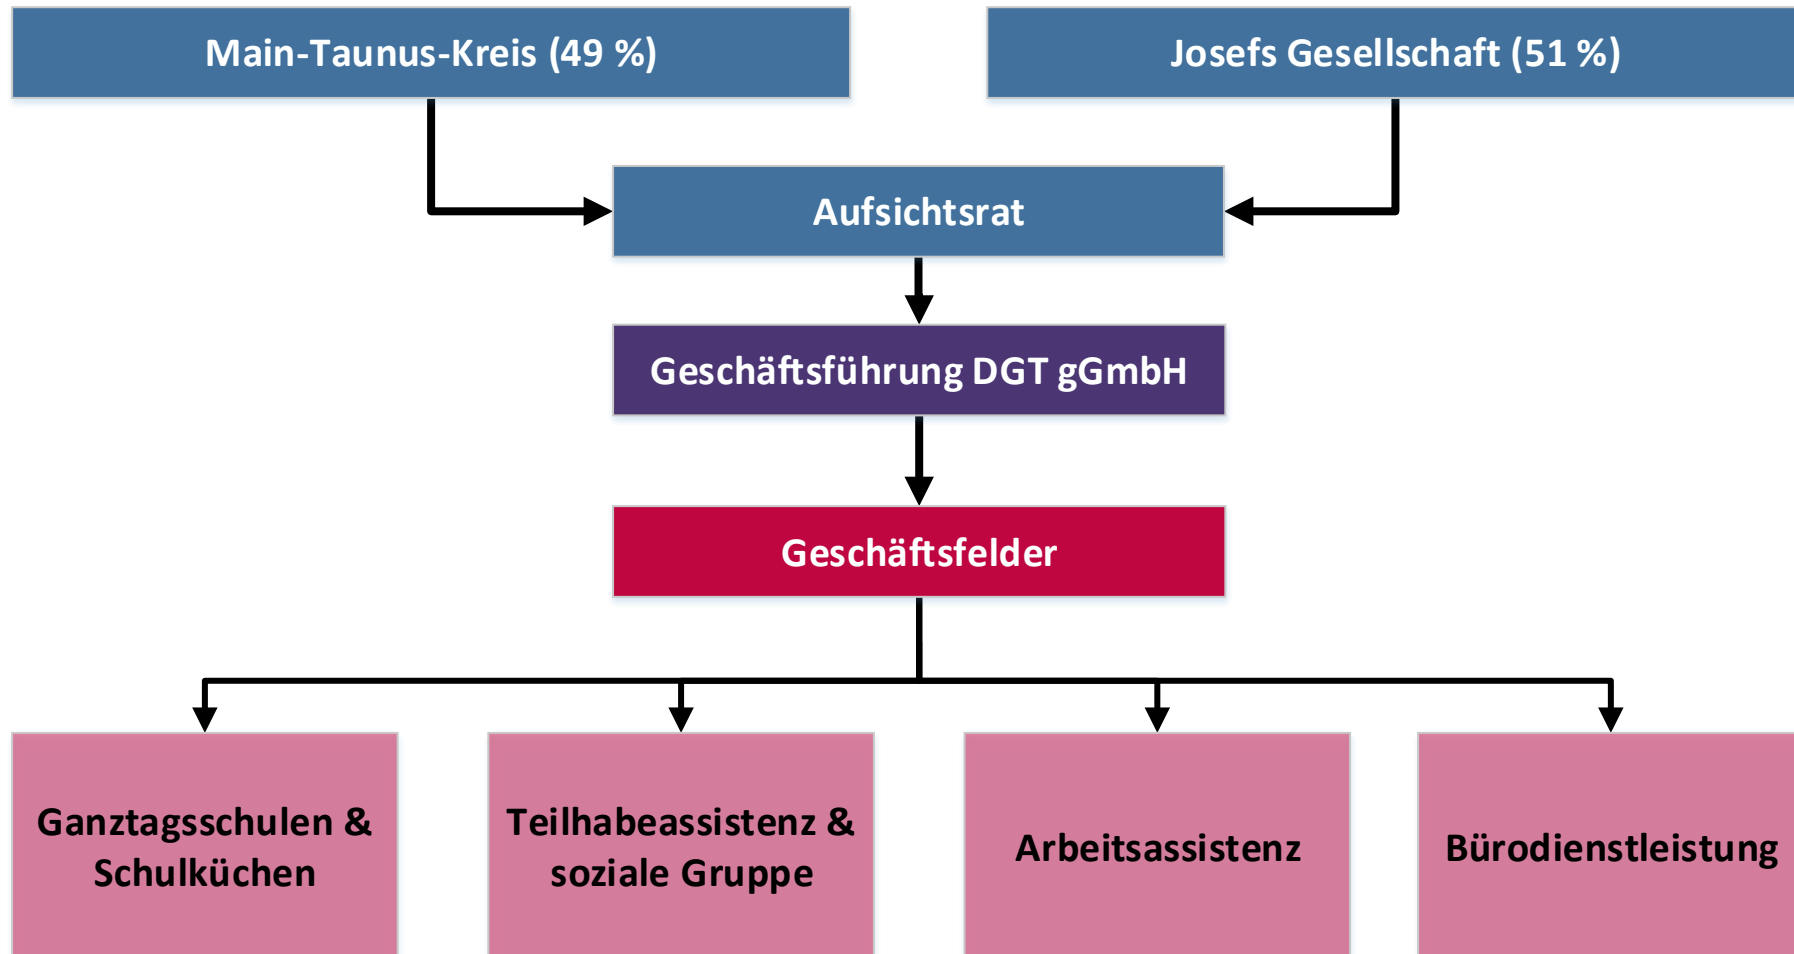 Main-Taunus-Kreis (49 %)
Josefs Gesellschaft (51 %)
Aufsichtsrat
Geschäftsführung DGT gGmbH
Geschäftsfelder
Ganztagsschulen &
Schulküchen
Teilhabeassistenz &
soziale Gruppe
Arbeitsassistenz
Bürodienstleistung